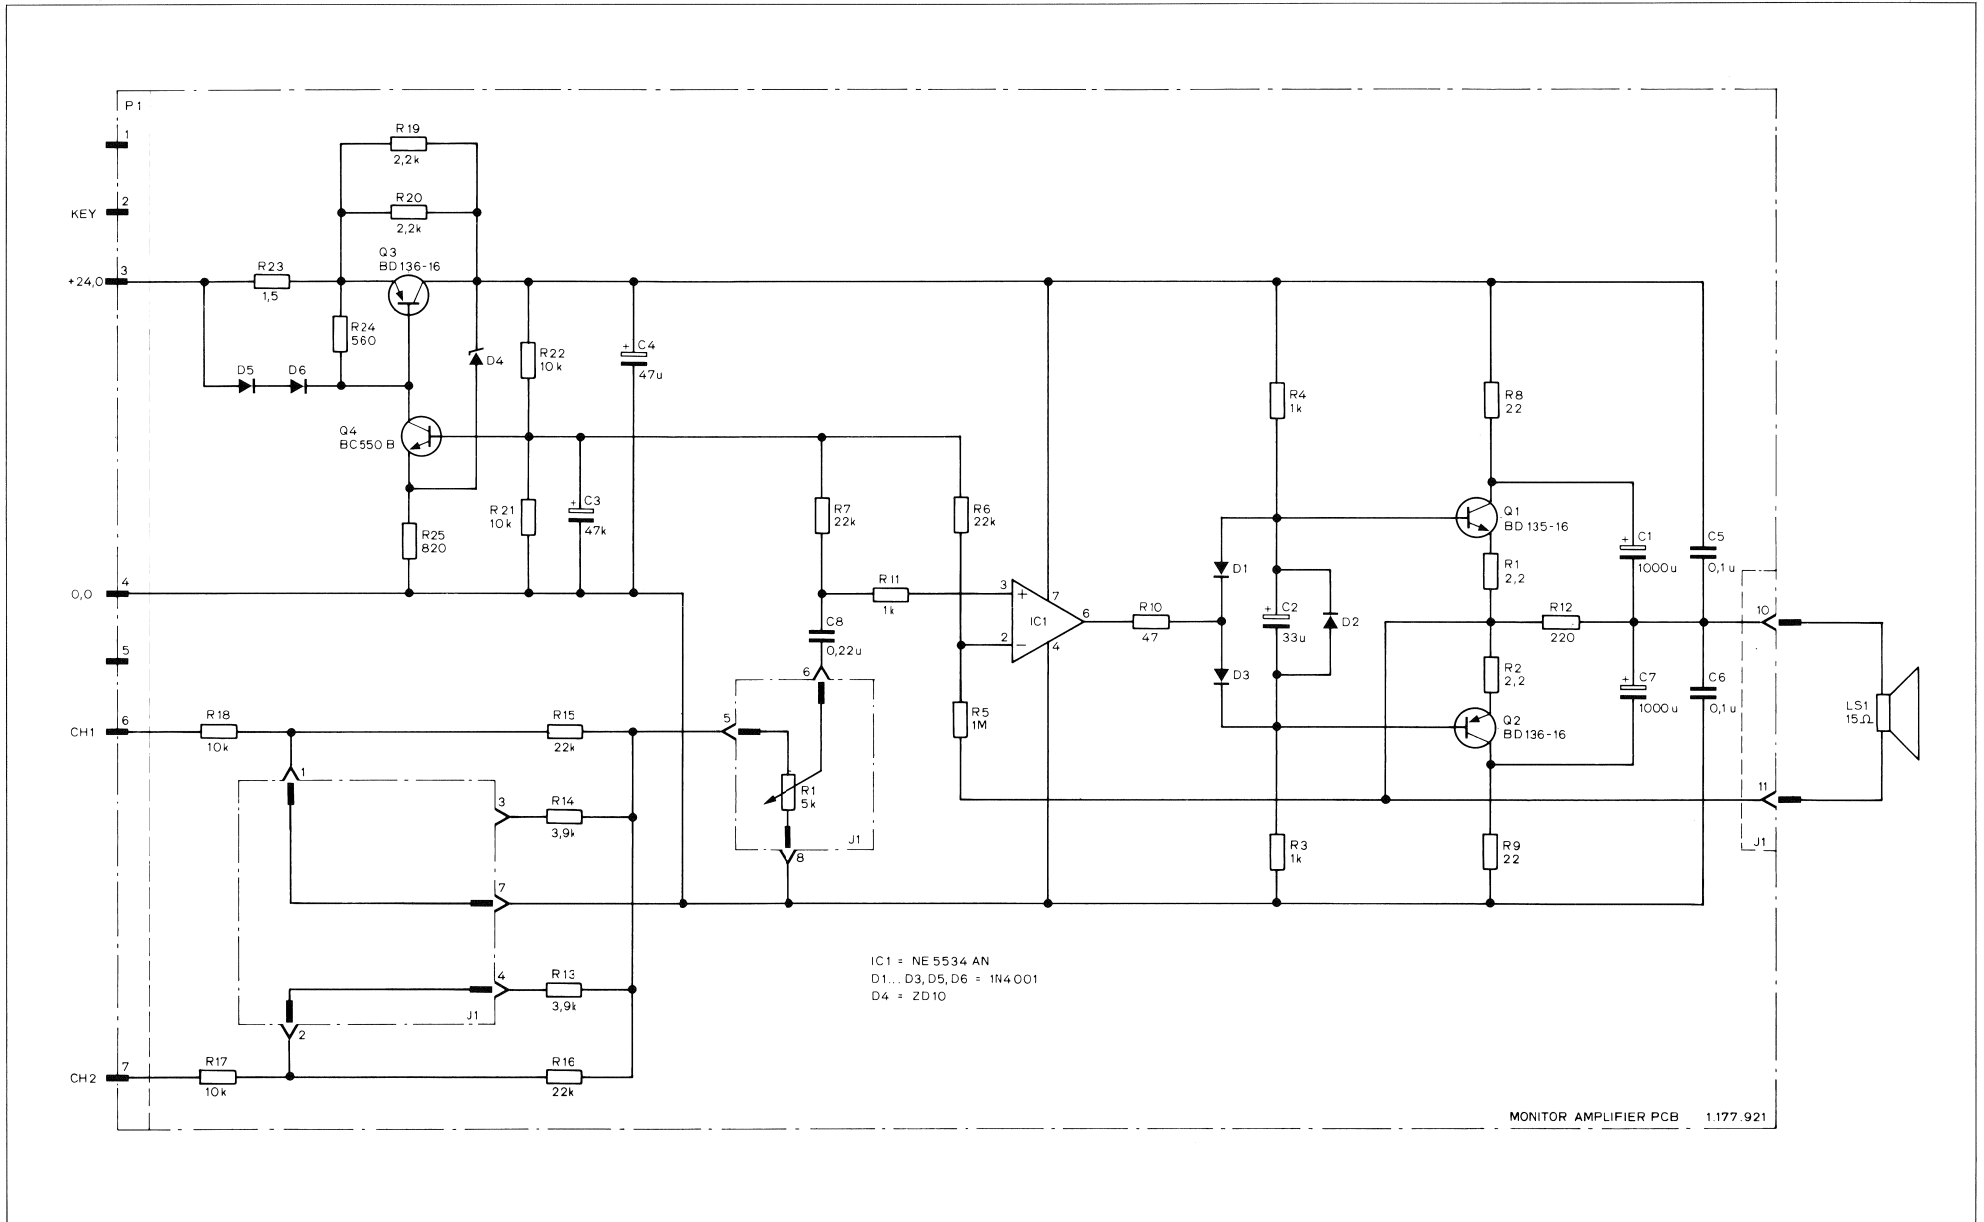 P1
1
R19
2,2k
KEY
2
R20
2,2k
Q3
BD136-16
+24,0
3
R23
1,5
R24
560
D5
D6
D4
R22
10k
+
C4
47u
R4
1k
R8
22
Q4
BC550 B
R21
10k
+
C3
47k
R7
22k
R6
22k
R25
820
Q1
BD135-16
+
C1
1000u
C5
0,1u
R1
2,2
D1
0,0
4
R11
1k
3
+
IC1
2
−
7
6
4
R10
47
+
C2
33u
D2
R12
220
10
C8
0,22u
6
5
D3
R2
2,2
+
C7
1000u
C6
0,1u
Q2
BD136-16
LS1
15Ω
CH1
6
R18
10k
R15
22k
5
R5
1M
1
3
R14
3,9k
R1
5k
J1
8
11
J1
R3
1k
R9
22
7
4
R13
3,9k
J1
2
IC1 = NE5534 AN
D1...D3, D5, D6 = 1N4001
D4 = ZD10
CH2
7
R17
10k
R16
22k
MONITOR AMPLIFIER PCB 1.177.921